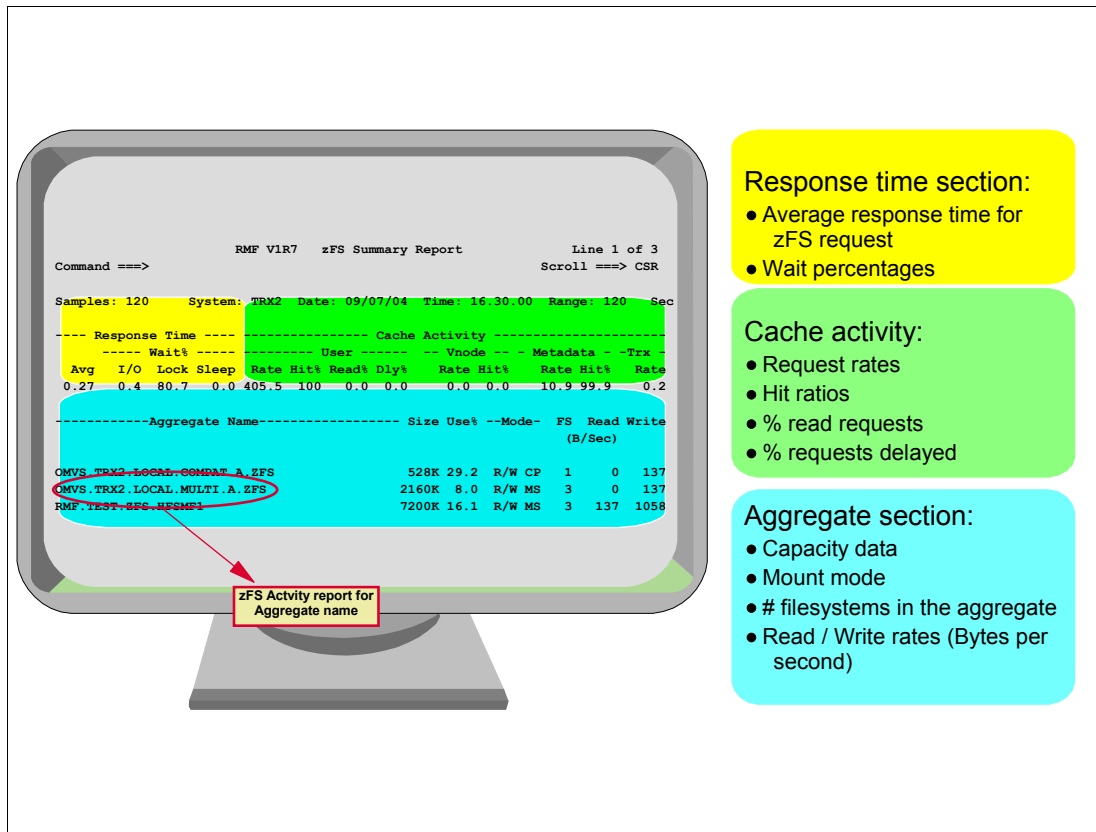 RMF V1R7 zFS Summary Report Line 1 of 3
Command ===> Scroll ===> CSR
Samples: 120 System: TRX2 Date: 09/07/04 Time: 16.30.00 Range: 120 Sec
---- Response Time ---- ---------------- Cache Activity -----------------------
----- Wait% ----- --------- User ------ -- Vnode -- - Metadata - -Trx -
Avg I/O Lock Sleep Rate Hit% Read% Dly% Rate Hit% Rate Hit% Rate
0.27 0.4 80.7 0.0 405.5 100 0.0 0.0 0.0 0.0 10.9 99.9 0.2
------------Aggregate Name------------------- Size Use% --Mode- FS Read Write
(B/Sec)
OMVS.TRX2.LOCAL.COMPAT.A.ZFS 528K 29.2 R/W CP 1 0 137
OMVS.TRX2.LOCAL.MULTI.A.ZFS 2160K 8.0 R/W MS 3 0 137
RMF.TEST.ZFS.HFSMF1 7200K 16.1 R/W MS 3 137 1058
zFS Actvity report for
Aggregate name
Response time section:
● Average response time for
zFS request
● Wait percentages
Cache activity:
● Request rates
● Hit ratios
● % read requests
● % requests delayed
Aggregate section:
● Capacity data
● Mount mode
● # filesystems in the aggregate
● Read / Write rates (Bytes per
second)